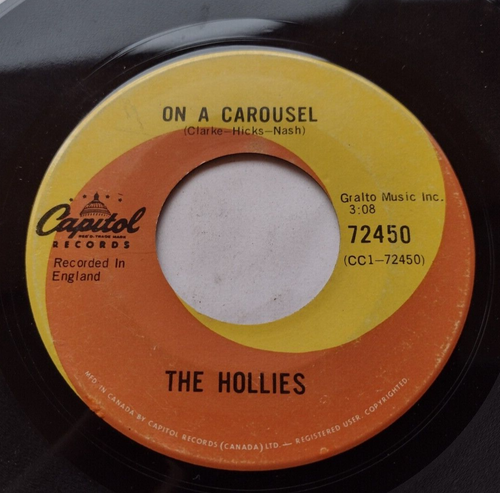 ON A CAROUSEL
(Clarke—Hicks—Nash)
Capitol
RECORDS
Recorded In
England
Gralto Music Inc.
3:08
72450
(CC1—72450)
THE HOLLIES
MFD. IN CANADA BY CAPITOL RECORDS (CANADA) LTD. — REGISTERED USER. COPYRIGHTED.